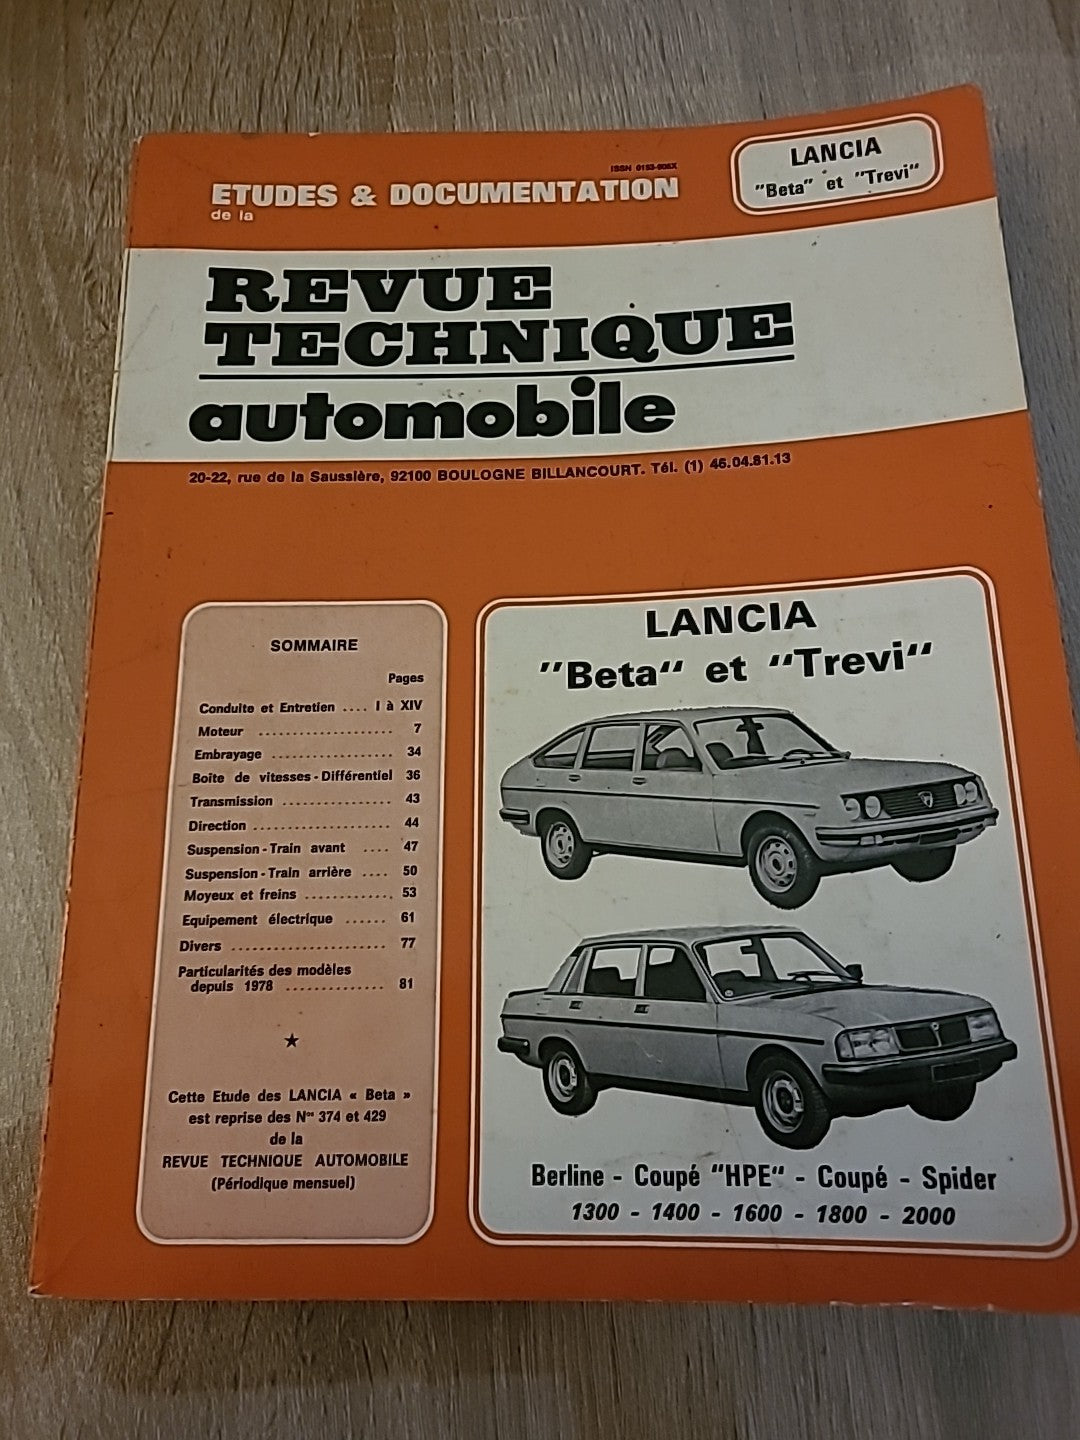 ISSN 0153-906X
ETUDES & DOCUMENTATION
de la
LANCIA
"Beta" et "Trevi"
REVUE
TECHNIQUE
automobile
20-22, rue de la Saussière, 92100 BOULOGNE BILLANCOURT. Tél. (1) 46.04.81.13
SOMMAIRE
Pages
Conduite et Entretien .... I à XIV
Moteur .................... 7
Embrayage .................. 34
Boite de vitesses - Différentiel 36
Transmission ................ 43
Direction .................... 44
Suspension - Train avant .... 47
Suspension - Train arrière .... 50
Moyeux et freins ............ 53
Equipement électrique ...... 61
Divers ....................... 77
Particularités des modèles
depuis 1978 .............. 81
★
Cette Etude des LANCIA « Beta »
est reprise des Nos 374 et 429
de la
REVUE TECHNIQUE AUTOMOBILE
(Périodique mensuel)
LANCIA
"Beta" et "Trevi"
Berline - Coupé "HPE" - Coupé - Spider
1300 - 1400 - 1600 - 1800 - 2000